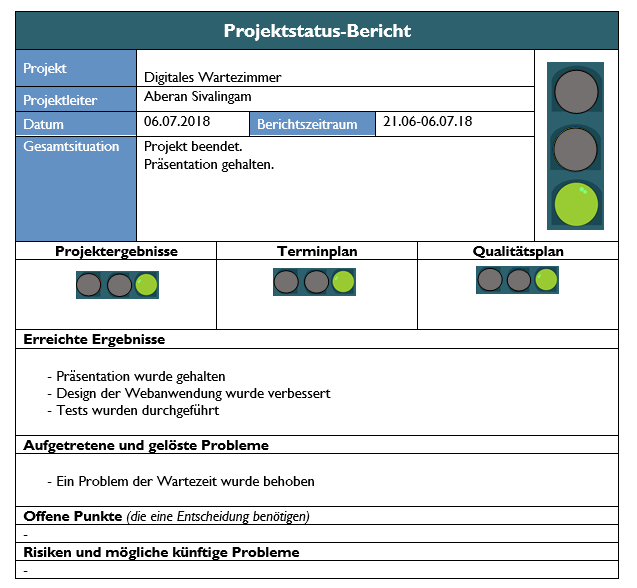 Projektstatus-Bericht
Projekt
Digitales Wartezimmer
Projektleiter
Aberan Sivalingam
Datum
06.07.2018
Berichtszeitraum
21.06-06.07.18
Gesamtsituation
Projekt beendet.
Präsentation gehalten.
Projektergebnisse
Terminplan
Qualitätsplan
Erreichte Ergebnisse
- Präsentation wurde gehalten
- Design der Webanwendung wurde verbessert
- Tests wurden durchgeführt
Aufgetretene und gelöste Probleme
- Ein Problem der Wartezeit wurde behoben
Offene Punkte (die eine Entscheidung benötigen)
-
Risiken und mögliche künftige Probleme
-